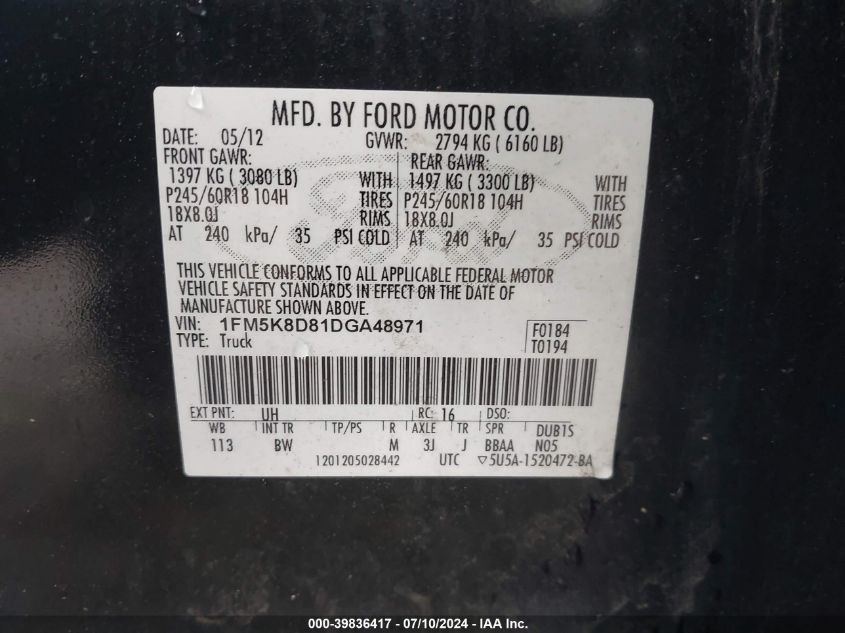 MFD. BY FORD MOTOR CO.
DATE: 05/12 GVWR: 2794 KG ( 6160 LB)
FRONT GAWR: REAR GAWR:
1397 KG ( 3080 LB) WITH 1497 KG ( 3300 LB) WITH
P245/60R18 104H TIRES P245/60R18 104H TIRES
18X8.0J RIMS 18X8.0J RIMS
AT 240 kPa/ 35 PSI COLD AT 240 kPa/ 35 PSI COLD
THIS VEHICLE CONFORMS TO ALL APPLICABLE FEDERAL MOTOR
VEHICLE SAFETY STANDARDS IN EFFECT ON THE DATE OF
MANUFACTURE SHOWN ABOVE.
VIN: 1FM5K8D81DGA48971 F0184
TYPE: Truck T0194
EXT PNT: UH RC: 16 DSO:
WB INT TR TP/PS R AXLE TR SPR DUB1S
113 BW M 3J J BBAA N05
1201205028442 UTC ▽5U5A-1520472-BA
000-39836417 / 07/10/2024 - IAA Inc.